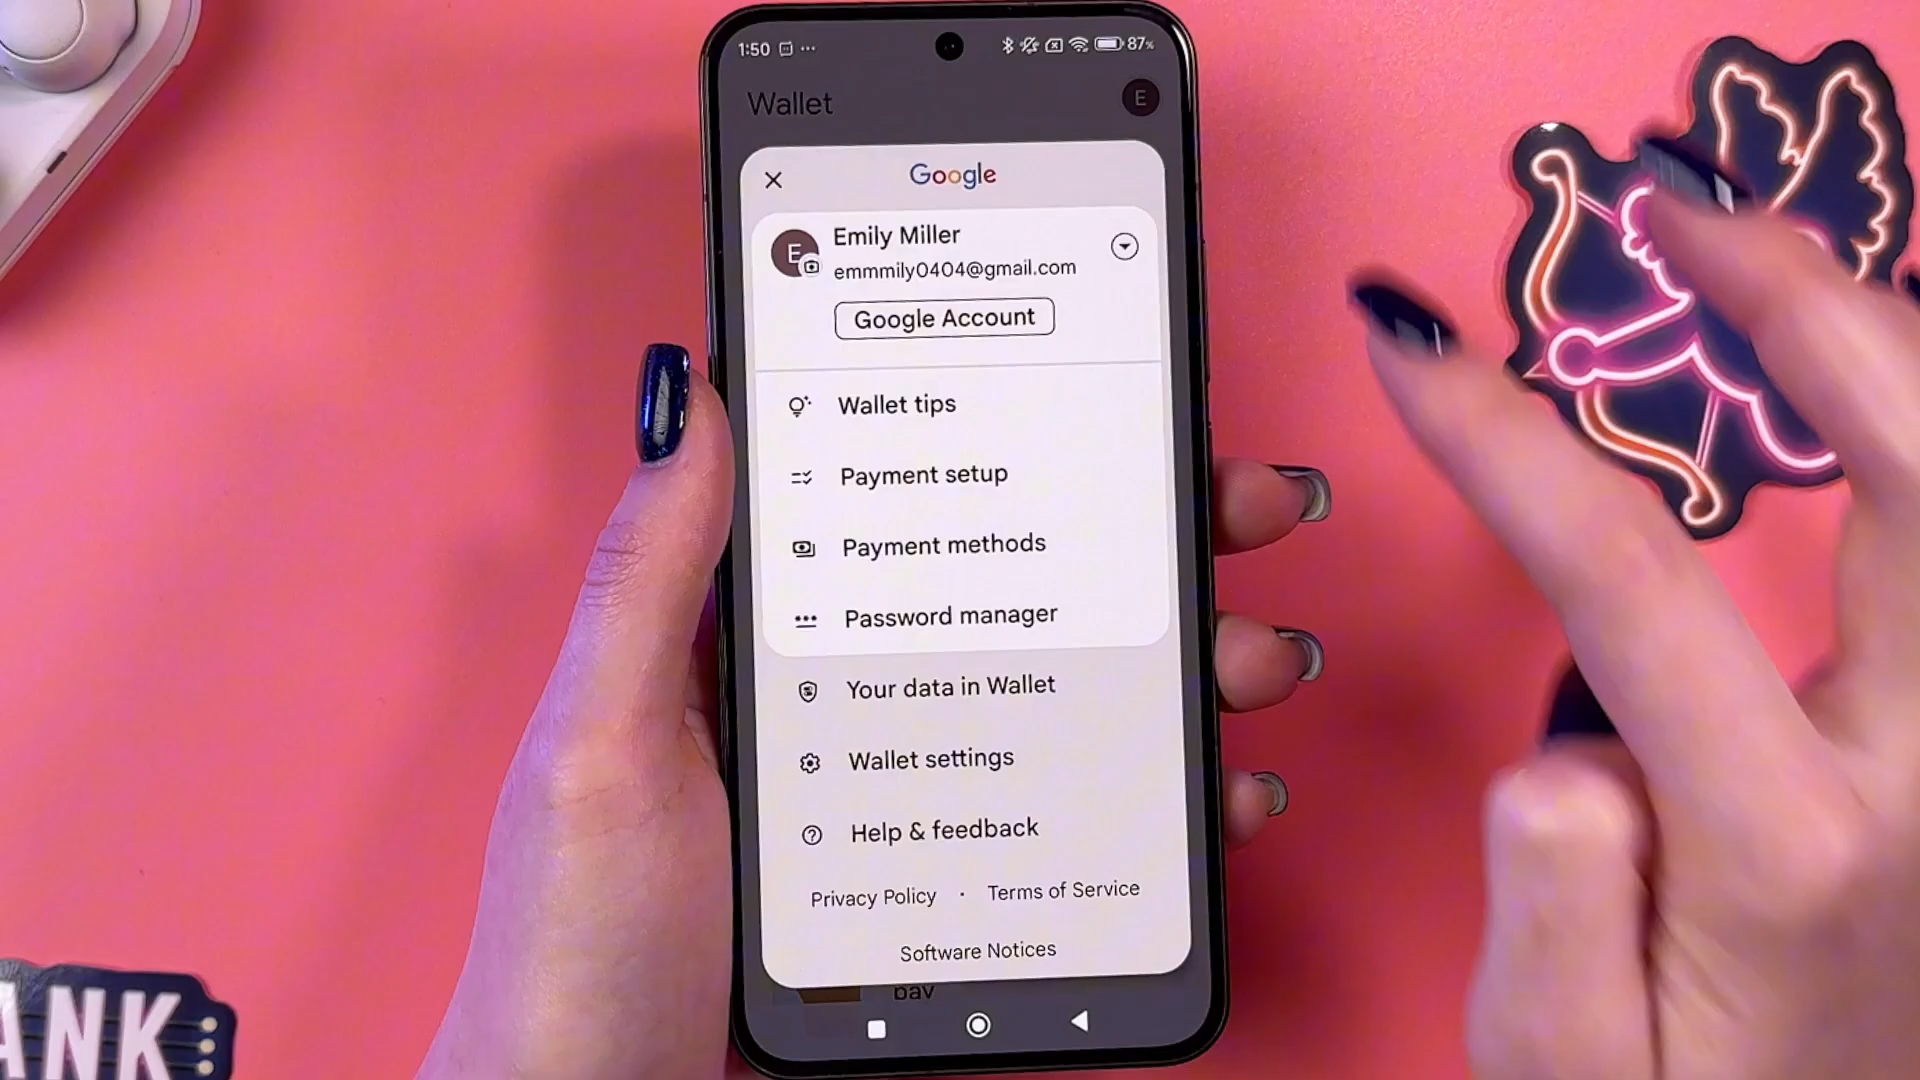 1:50
87%
Wallet
E
Google
E
Emily Miller
emmmily0404@gmail.com
Google Account
Wallet tips
Payment setup
Payment methods
Password manager
Your data in Wallet
Wallet settings
Help & feedback
Privacy Policy · Terms of Service
Software Notices
pay
ANK